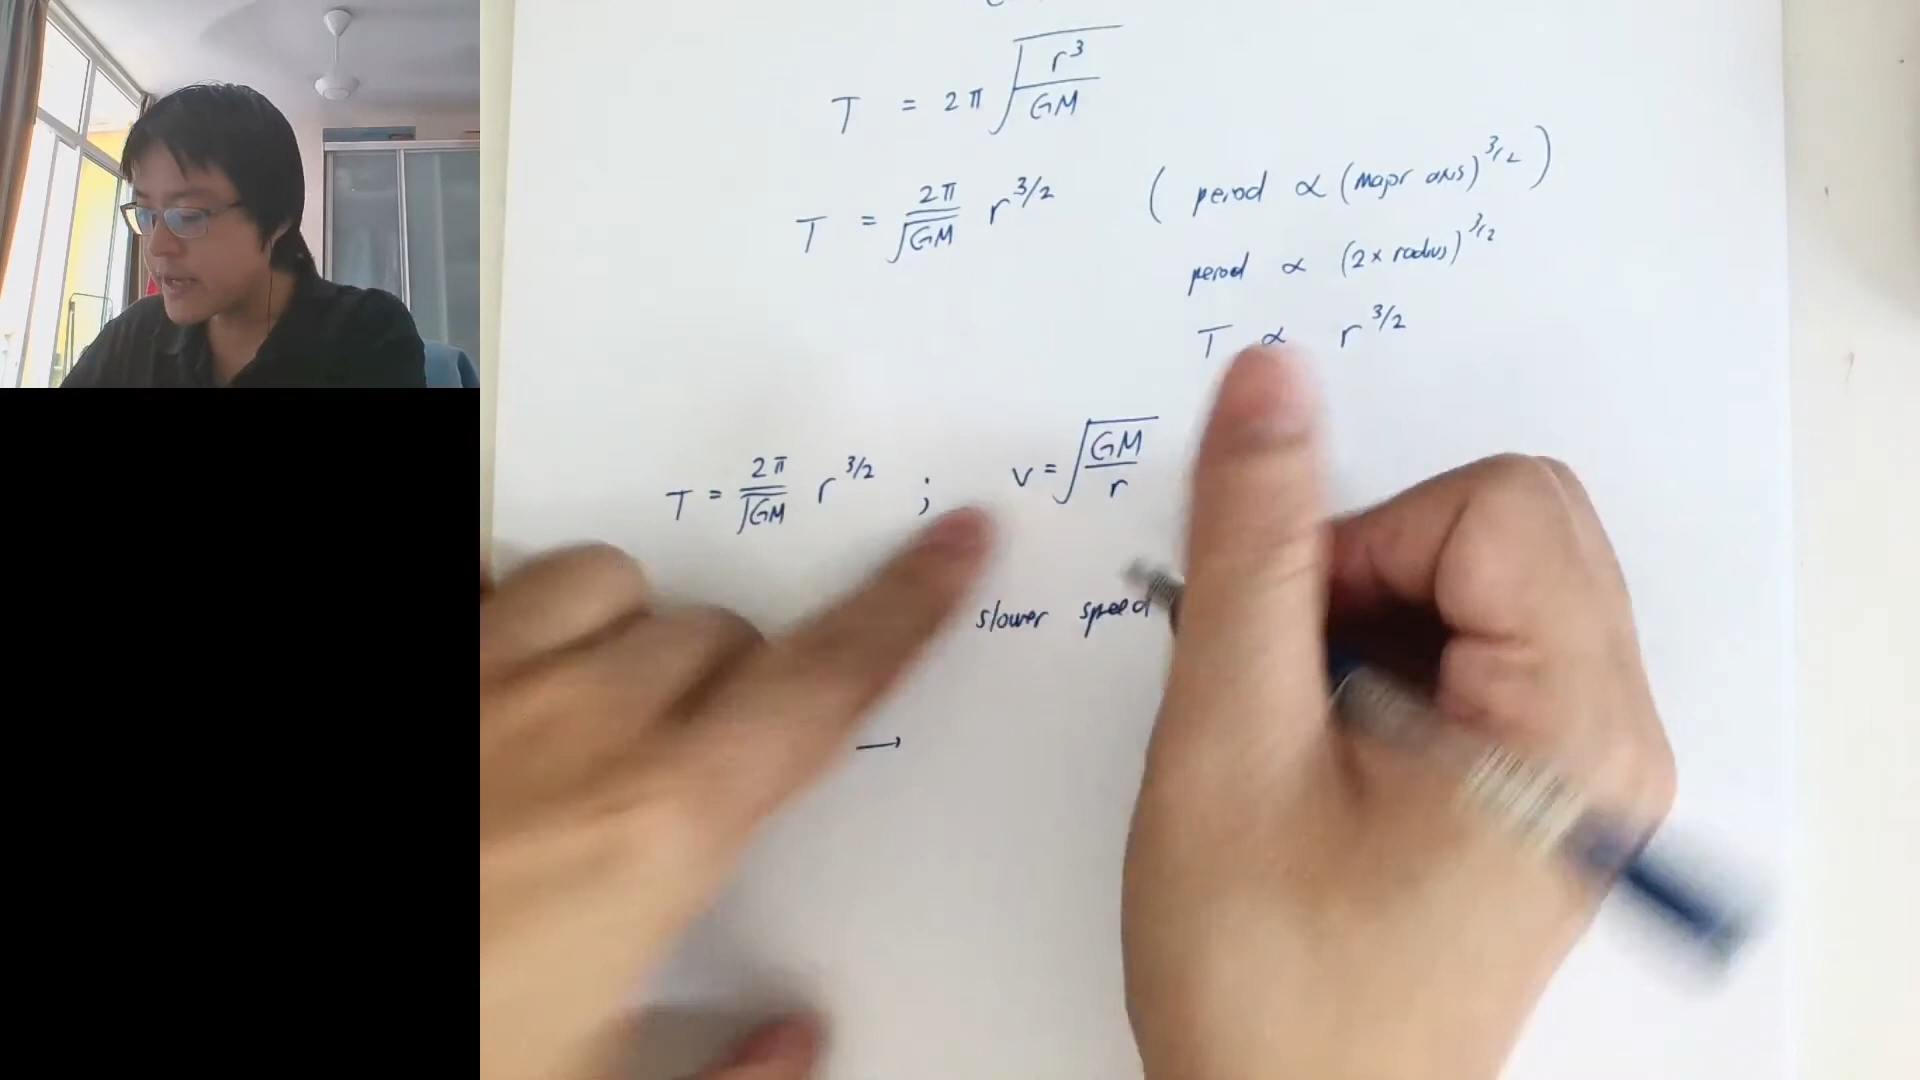 T = 2π √(r³/GM)
T = 2π/√GM r^3/2 ( period ∝ (major axis)^3/2 )
period ∝ (2 × radius)^3/2
T ∝ r^3/2
T = 2π/√GM r^3/2 ; v = √(GM/r)
slower speed
→